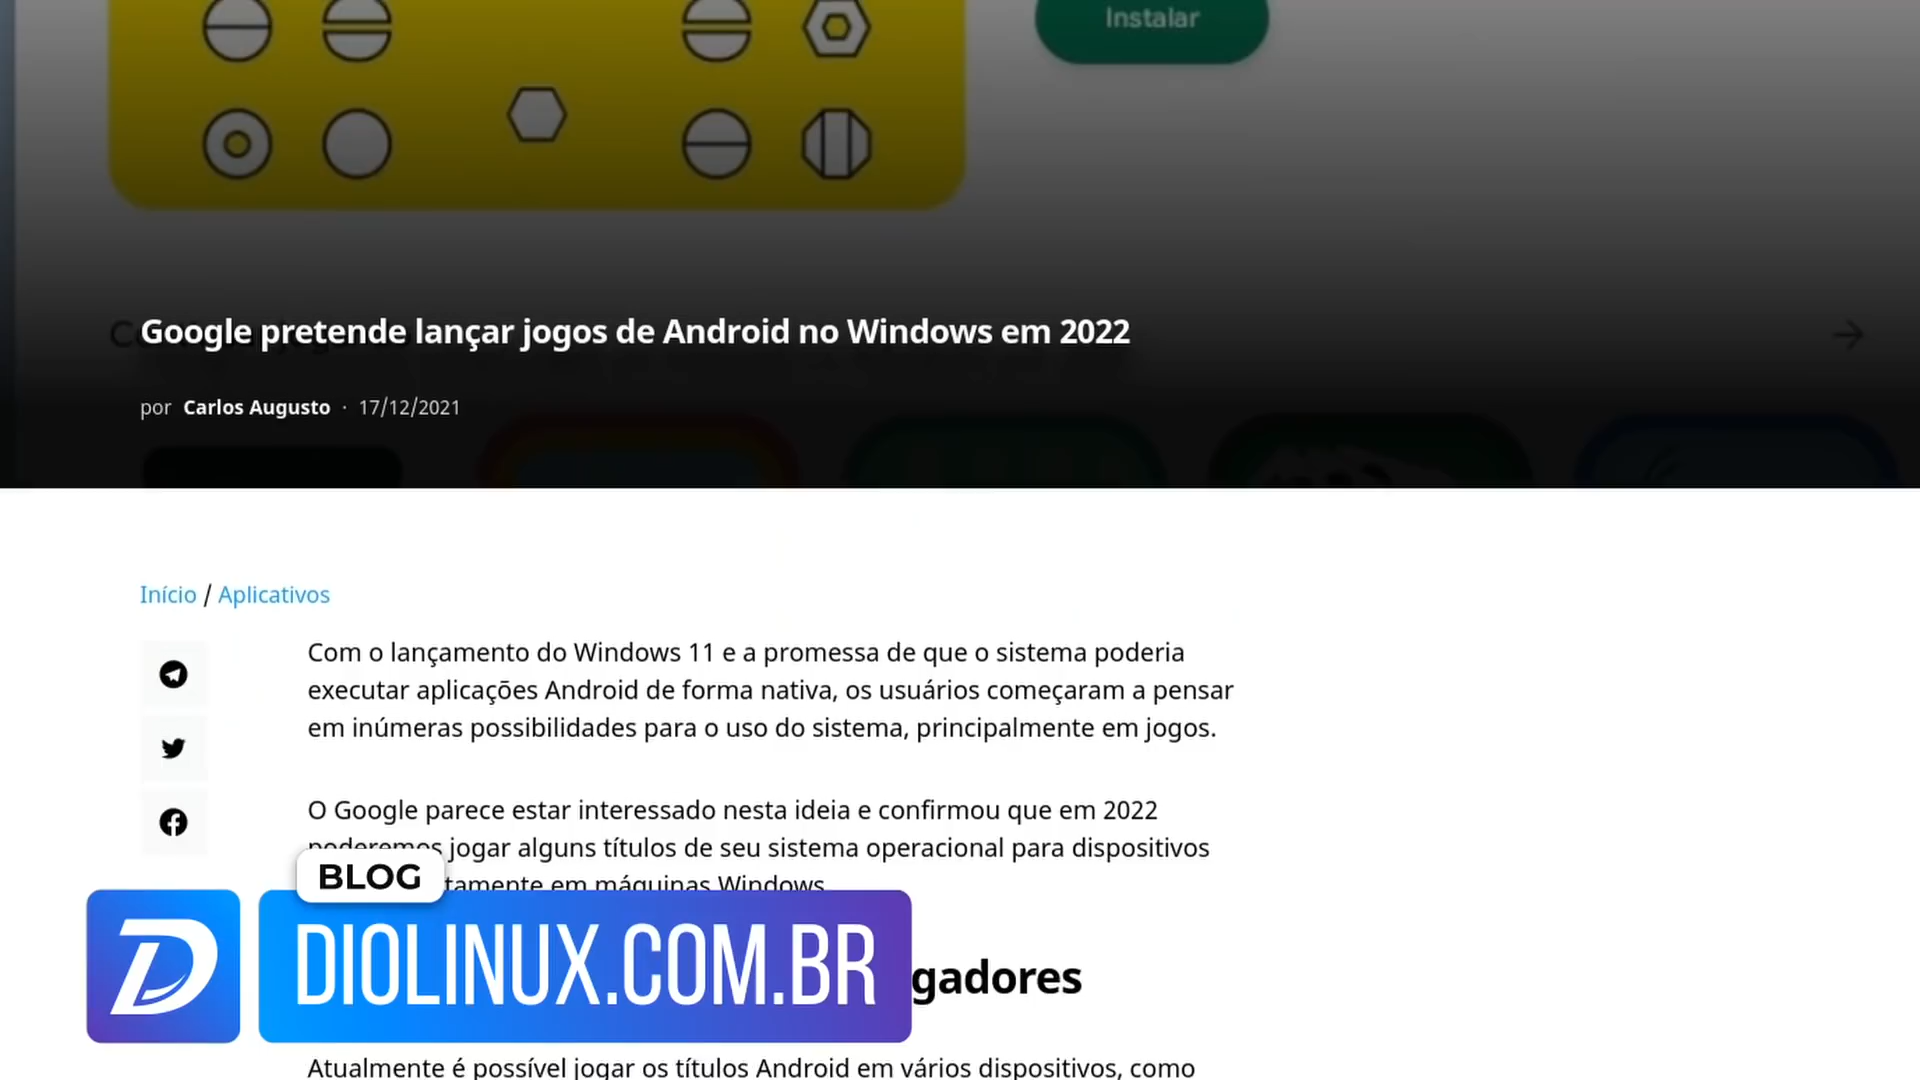 Instalar
Google pretende lançar jogos de Android no Windows em 2022
por Carlos Augusto · 17/12/2021
Início / Aplicativos
Com o lançamento do Windows 11 e a promessa de que o sistema poderia
executar aplicações Android de forma nativa, os usuários começaram a pensar
em inúmeras possibilidades para o uso do sistema, principalmente em jogos.
O Google parece estar interessado nesta ideia e confirmou que em 2022
poderemos jogar alguns títulos de seu sistema operacional para dispositivos
tamente em máquinas Windows.
BLOG
DIOLINUX.COM.BR
gadores
Atualmente é possível jogar os títulos Android em vários dispositivos, como